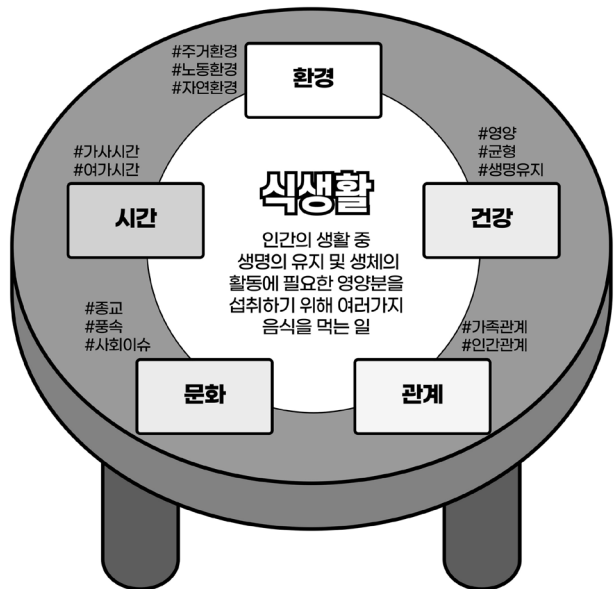 #주거환경
#노동환경
#자연환경
환경
#가사시간
#여가시간
시간
#영양
#균형
#생명유지
건강
식생활
인간의 생활 중
생명의 유지 및 생체의
활동에 필요한 영양분을
섭취하기 위해 여러가지
음식을 먹는 일
#종교
#풍속
#사회이슈
문화
#가족관계
#인간관계
관계